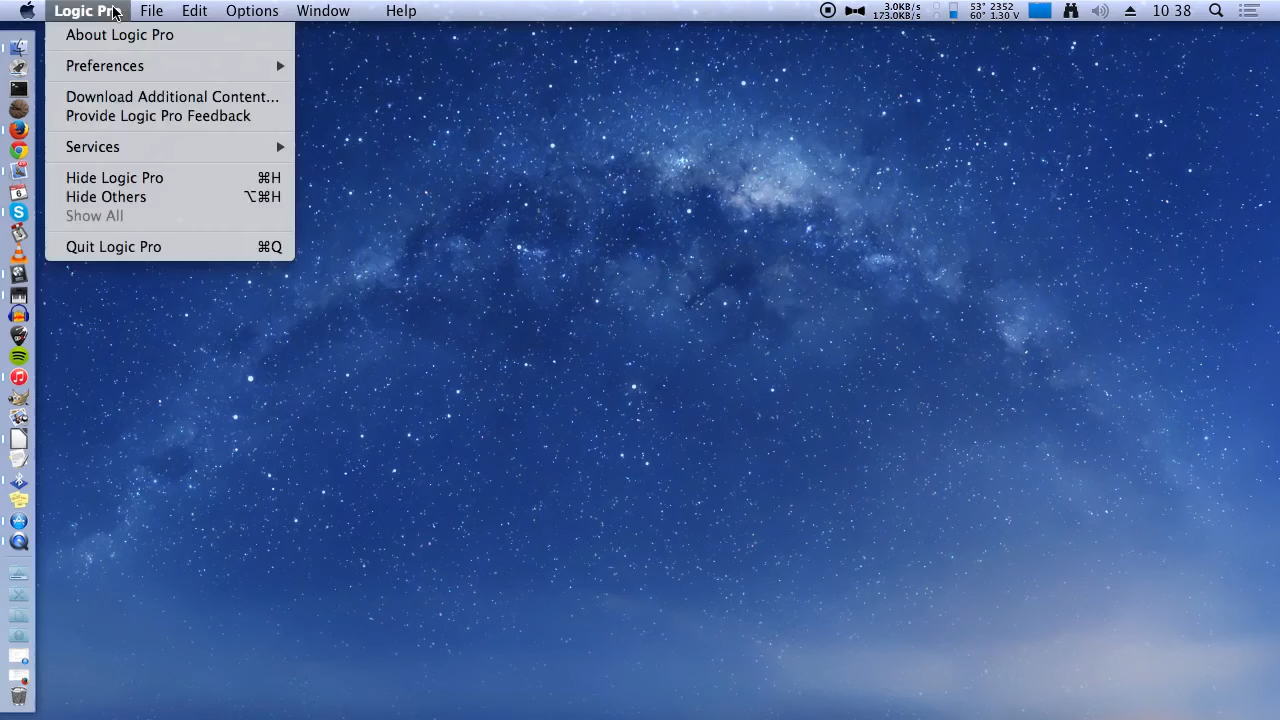 Logic Pro File Edit Options Window Help 3.0KB/s 173.0KB/s 53° 2352 60° 1.30 V 10 38
About Logic Pro
Preferences
Download Additional Content...
Provide Logic Pro Feedback
Services
Hide Logic Pro ⌘H
Hide Others ⌥⌘H
Show All
Quit Logic Pro ⌘Q
6
S